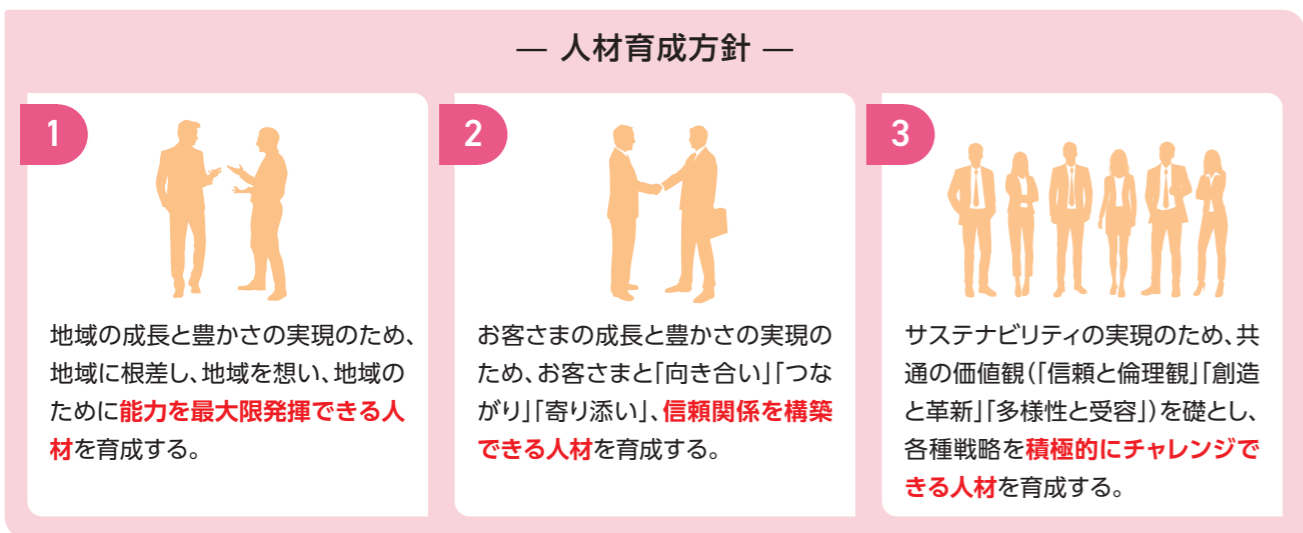 ― 人材育成方針 ―
1
地域の成長と豊かさの実現のため、
地域に根差し、地域を想い、地域の
ために能力を最大限発揮できる人
材を育成する。
2
お客さまの成長と豊かさの実現の
ため、お客さまと「向き合い」「つな
がり」「寄り添い」、信頼関係を構築
できる人材を育成する。
3
サステナビリティの実現のため、共
通の価値観(「信頼と倫理観」「創造
と革新」「多様性と受容」)を礎とし、
各種戦略を積極的にチャレンジで
きる人材を育成する。